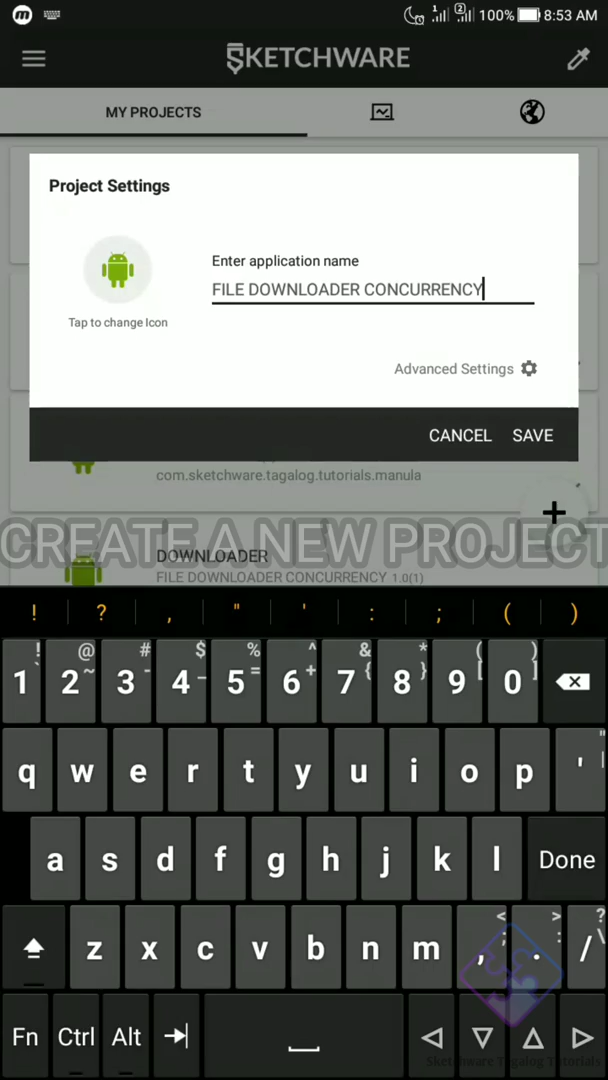 1 2 100% 8:53 AM
SKETCHWARE
MY PROJECTS
Project Settings
Enter application name
FILE DOWNLOADER CONCURRENCY
Tap to change Icon
Advanced Settings
CANCEL SAVE
com.sketchware.tagalog.tutorials.manula
+
CREATE A NEW PROJECT
DOWNLOADER
FILE DOWNLOADER CONCURRENCY 1.0(1)
! ? , " ' : ; ( )
! @ # $ % ^ & * ( )
1 2 3 4 5 6 7 8 9 0
` ~ - _ = + { } [ ]
q w e r t y u i o p '
a s d f g h j k l Done
z x c v b n m , . /
Fn Ctrl Alt
Sketchware Tagalog Tutorials